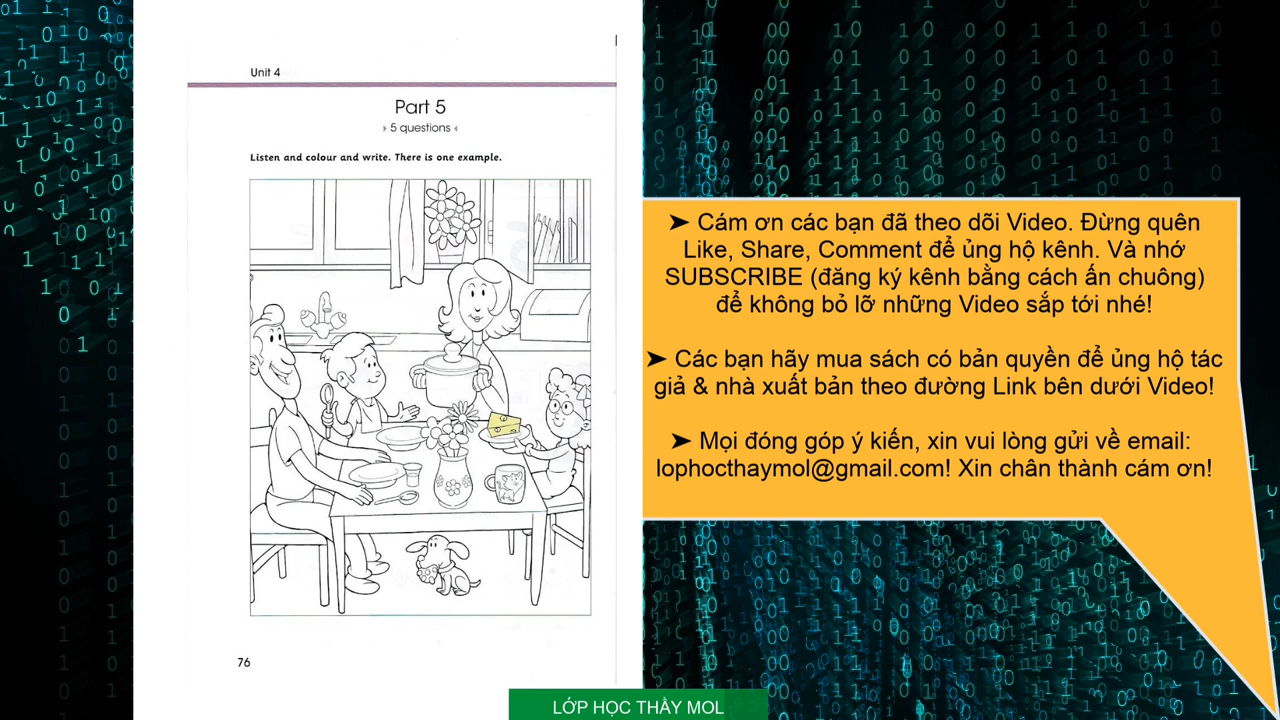 Unit 4
Part 5
5 questions
Listen and colour and write. There is one example.
76
➤ Cám ơn các bạn đã theo dõi Video. Đừng quên
Like, Share, Comment để ủng hộ kênh. Và nhớ
SUBSCRIBE (đăng ký kênh bằng cách ấn chuông)
để không bỏ lỡ những Video sắp tới nhé!
➤ Các bạn hãy mua sách có bản quyền để ủng hộ tác
giả & nhà xuất bản theo đường Link bên dưới Video!
➤ Mọi đóng góp ý kiến, xin vui lòng gửi về email:
lophocthaymol@gmail.com! Xin chân thành cám ơn!
LỚP HỌC THẦY MOL